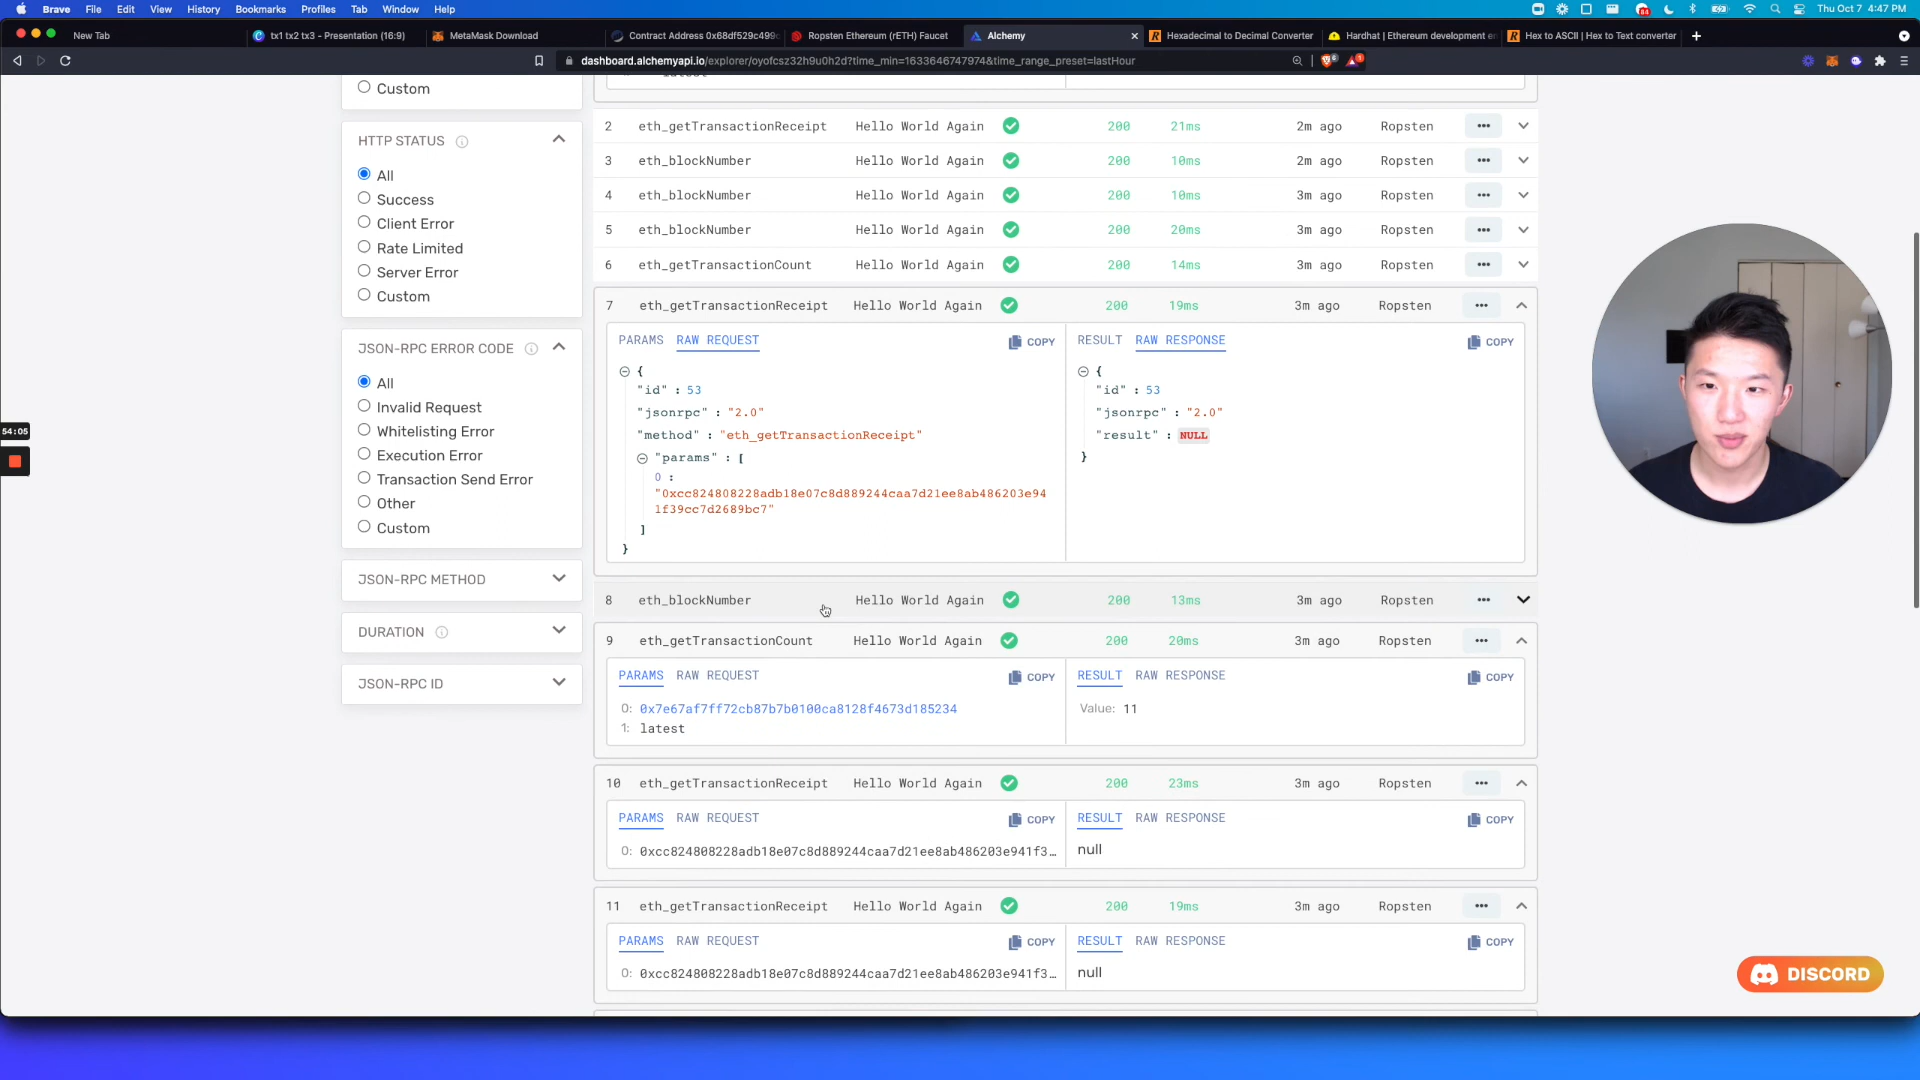 Brave File Edit View History Bookmarks Profiles Tab Window Help
84
Thu Oct 7 4:47 PM
New Tab
tx1 tx2 tx3 - Presentation (16:9)
MetaMask Download
Contract Address 0x68df529c499
Ropsten Ethereum (rETH) Faucet
Alchemy
Hexadecimal to Decimal Converter
Hardhat | Ethereum development e
Hex to ASCII | Hex to Text converter
dashboard.alchemyapi.io/explorer/oyofcsz32h9u0h2d?time_min=1633646747974&time_range_preset=lastHour
latest
Custom
HTTP STATUS
All
Success
Client Error
Rate Limited
Server Error
Custom
JSON-RPC ERROR CODE
All
Invalid Request
Whitelisting Error
Execution Error
Transaction Send Error
Other
Custom
JSON-RPC METHOD
DURATION
JSON-RPC ID
54:05
2 eth_getTransactionReceipt Hello World Again 200 21ms 2m ago Ropsten
3 eth_blockNumber Hello World Again 200 10ms 2m ago Ropsten
4 eth_blockNumber Hello World Again 200 10ms 3m ago Ropsten
5 eth_blockNumber Hello World Again 200 20ms 3m ago Ropsten
6 eth_getTransactionCount Hello World Again 200 14ms 3m ago Ropsten
7 eth_getTransactionReceipt Hello World Again 200 19ms 3m ago Ropsten
PARAMS RAW REQUEST COPY RESULT RAW RESPONSE COPY
{
"id" : 53
"jsonrpc" : "2.0"
"method" : "eth_getTransactionReceipt"
"params" : [
0 :
"0xcc824808228adb18e07c8d889244caa7d21ee8ab486203e94
1f39cc7d2689bc7"
]
}
{
"id" : 53
"jsonrpc" : "2.0"
"result" : NULL
}
8 eth_blockNumber Hello World Again 200 13ms 3m ago Ropsten
9 eth_getTransactionCount Hello World Again 200 20ms 3m ago Ropsten
PARAMS RAW REQUEST COPY RESULT RAW RESPONSE COPY
0: 0x7e67af7ff72cb87b7b0100ca8128f4673d185234 Value: 11
1: latest
10 eth_getTransactionReceipt Hello World Again 200 23ms 3m ago Ropsten
PARAMS RAW REQUEST COPY RESULT RAW RESPONSE COPY
0: 0xcc824808228adb18e07c8d889244caa7d21ee8ab486203e941f3… null
11 eth_getTransactionReceipt Hello World Again 200 19ms 3m ago Ropsten
PARAMS RAW REQUEST COPY RESULT RAW RESPONSE COPY
0: 0xcc824808228adb18e07c8d889244caa7d21ee8ab486203e941f3… null
DISCORD